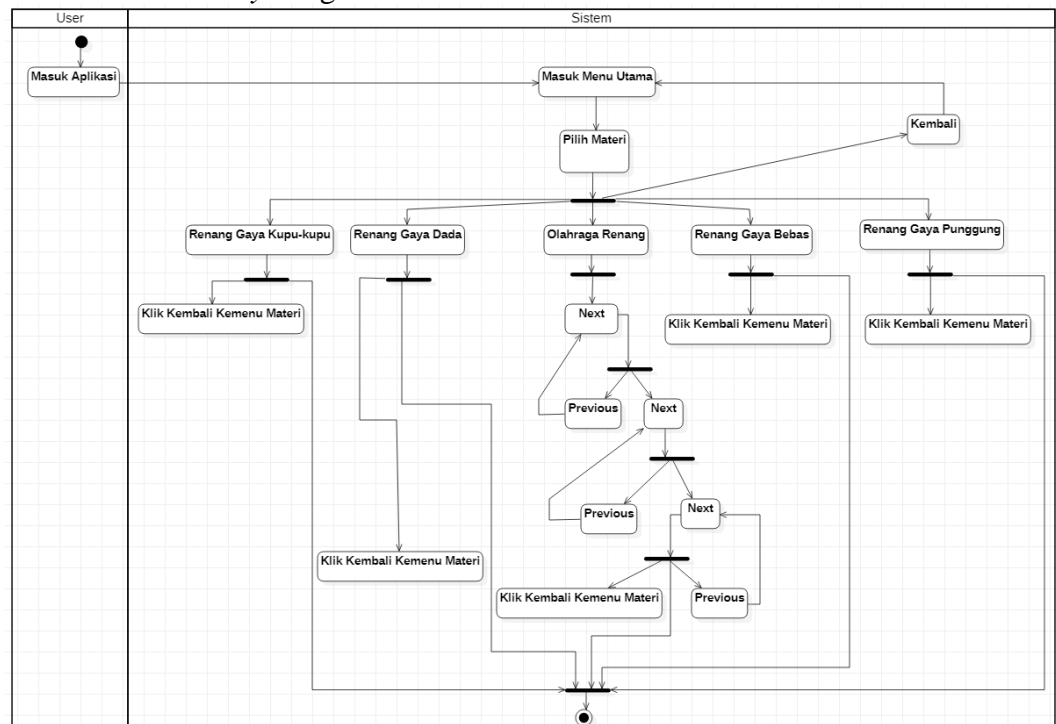 User
Sistem
Masuk Aplikasi
Masuk Menu Utama
Kembali
Pilih Materi
Renang Gaya Kupu-kupu
Renang Gaya Dada
Olahraga Renang
Renang Gaya Bebas
Renang Gaya Punggung
Klik Kembali Kemenu Materi
Next
Klik Kembali Kemenu Materi
Klik Kembali Kemenu Materi
Previous
Next
Previous
Next
Klik Kembali Kemenu Materi
Klik Kembali Kemenu Materi
Previous